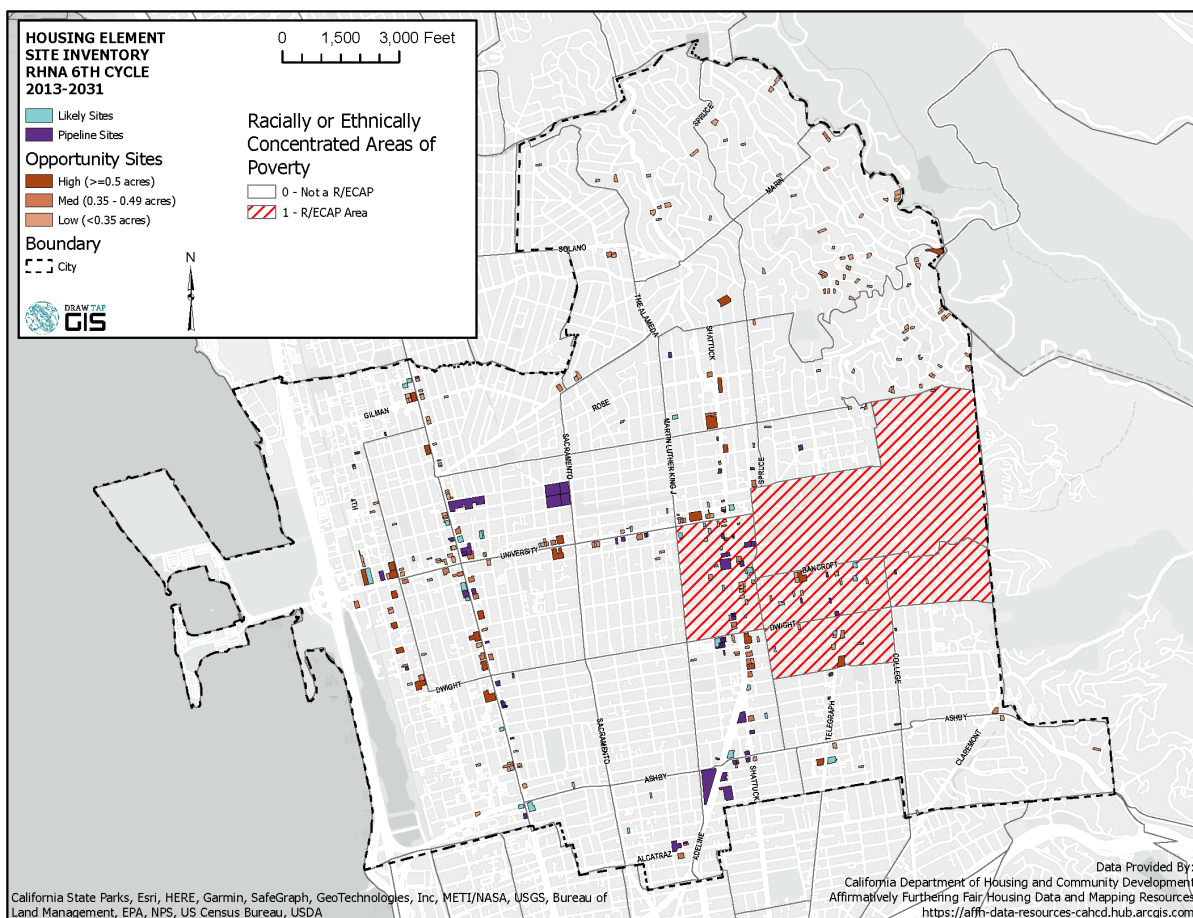 HOUSING ELEMENT
SITE INVENTORY
RHNA 6TH CYCLE
2013-2031
Likely Sites
Pipeline Sites
Opportunity Sites
High (>=0.5 acres)
Med (0.35 - 0.49 acres)
Low (<0.35 acres)
Boundary
City
0 1,500 3,000 Feet
Racially or Ethnically
Concentrated Areas of
Poverty
0 - Not a R/ECAP
1 - R/ECAP Area
N
DRAW TAP
GIS
SPRUCE
MARIN
SOLANO
THE ALAMEDA
SHATTUCK
GILMAN
ROSE
SACRAMENTO
MARTIN LUTHER KING J
SPRUCE
4TH
UNIVERSITY
BANCROFT
DWIGHT
DWIGHT
COLLEGE
SACRAMENTO
TELEGRAPH
ASHBY
CLAREMONT
ASHBY
SHATTUCK
ADELINE
ALCATRAZ
California State Parks, Esri, HERE, Garmin, SafeGraph, GeoTechnologies, Inc, METI/NASA, USGS, Bureau of
Land Management, EPA, NPS, US Census Bureau, USDA
Data Provided By:
California Department of Housing and Community Development
Affirmatively Furthering Fair Housing Data and Mapping Resources
https://affh-data-resources-cahcd.hub.arcgis.com